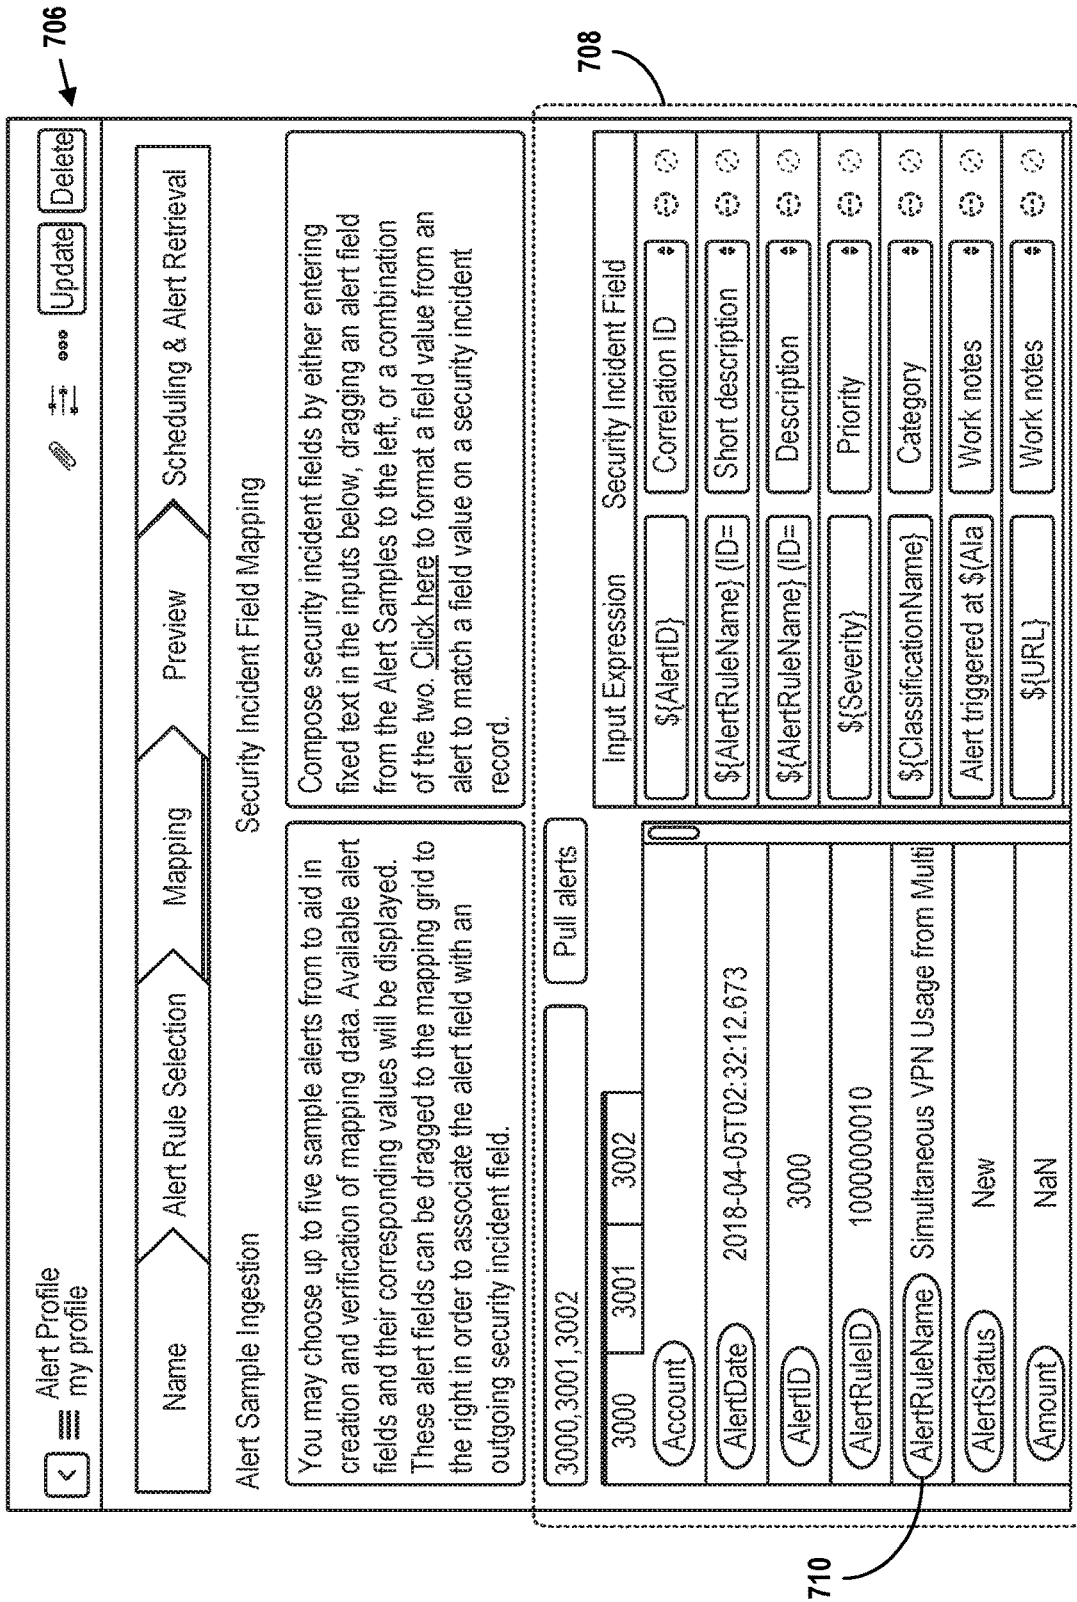 706
Alert Profile
my profile
Update
Delete
Name
Alert Rule Selection
Mapping
Preview
Scheduling & Alert Retrieval
Alert Sample Ingestion
You may choose up to five sample alerts from to aid in
creation and verification of mapping data. Available alert
fields and their corresponding values will be displayed.
These alert fields can be dragged to the mapping grid to
the right in order to associate the alert field with an
outgoing security incident field.
Security Incident Field Mapping
Compose security incident fields by either entering
fixed text in the inputs below, dragging an alert field
from the Alert Samples to the left, or a combination
of the two. Click here to format a field value from an
alert to match a field value on a security incident
record.
708
3000,3001,3002
Pull alerts
3000
3001
3002
Account
AlertDate 2018-04-05T02:32:12.673
AlertID 3000
AlertRuleID 1000000010
AlertRuleName Simultaneous VPN Usage from Multi
AlertStatus New
Amount NaN
710
Input Expression Security Incident Field
${AlertID} Correlation ID
${AlertRuleName} (ID= Short description
${AlertRuleName} (ID= Description
${Severity} Priority
${ClassificationName} Category
Alert triggered at ${Ala Work notes
${URL} Work notes